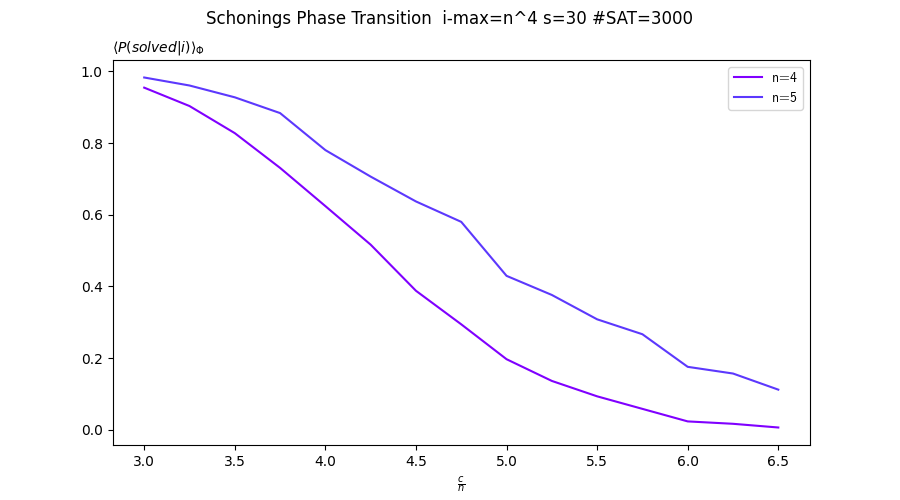 Schonings Phase Transition  i-max=n^4 s=30 #SAT=3000
⟨P(solved|i)⟩Φ
1.0
0.8
0.6
0.4
0.2
0.0
n=4
n=5
3.0 3.5 4.0 4.5 5.0 5.5 6.0 6.5
c/n